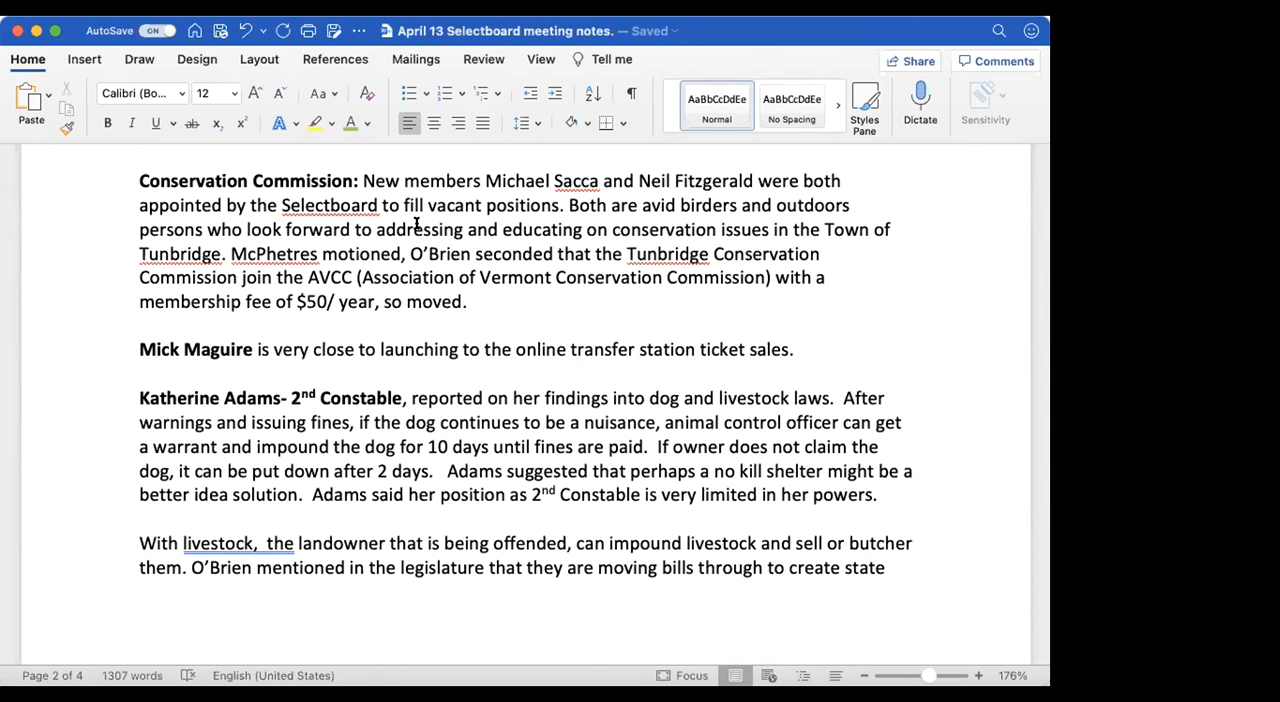 AutoSave ON April 13 Selectboard meeting notes. — Saved
Home Insert Draw Design Layout References Mailings Review View Tell me Share Comments
Paste Calibri (Bo... 12 A A Aa A AaBbCcDdEe AaBbCcDdEe Styles Pane Dictate Sensitivity
B I U ab x₂ x² A A Normal No Spacing
Conservation Commission: New members Michael Sacca and Neil Fitzgerald were both
appointed by the Selectboard to fill vacant positions. Both are avid birders and outdoors
persons who look forward to addressing and educating on conservation issues in the Town of
Tunbridge. McPhetres motioned, O’Brien seconded that the Tunbridge Conservation
Commission join the AVCC (Association of Vermont Conservation Commission) with a
membership fee of $50/ year, so moved.
Mick Maguire is very close to launching to the online transfer station ticket sales.
Katherine Adams- 2nd Constable, reported on her findings into dog and livestock laws.  After
warnings and issuing fines, if the dog continues to be a nuisance, animal control officer can get
a warrant and impound the dog for 10 days until fines are paid.  If owner does not claim the
dog, it can be put down after 2 days.   Adams suggested that perhaps a no kill shelter might be a
better idea solution.  Adams said her position as 2nd Constable is very limited in her powers.
With livestock,  the landowner that is being offended, can impound livestock and sell or butcher
them. O’Brien mentioned in the legislature that they are moving bills through to create state
Page 2 of 4 1307 words English (United States) Focus 176%